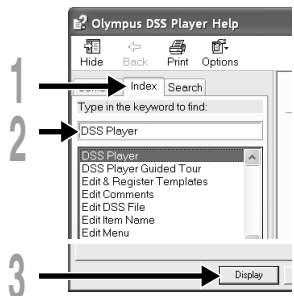 Olympus DSS Player Help
Hide Back Print Options
1
Index Search
Type in the keyword to find:
2
DSS Player
DSS Player
DSS Player Guided Tour
Edit & Register Templates
Edit Comments
Edit DSS File
Edit Item Name
Edit Menu
3
Display